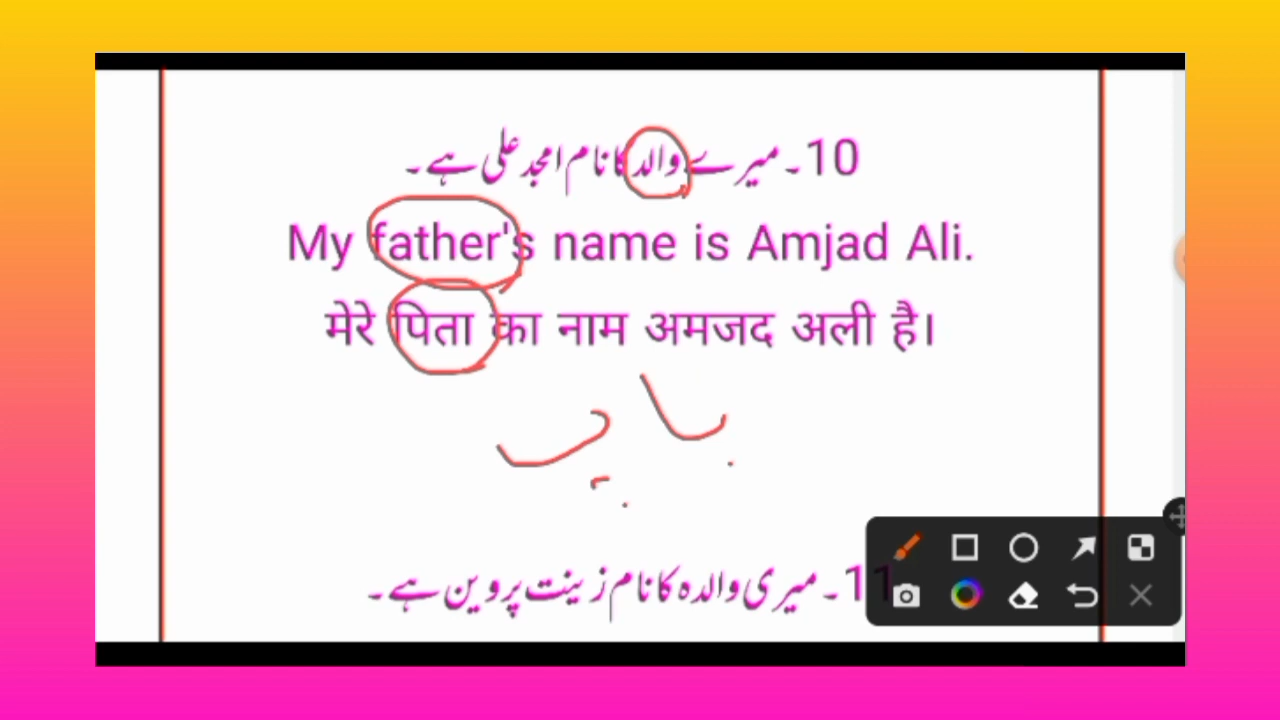 10۔میرے والد کا نام امجد علی ہے۔
My father's name is Amjad Ali.
मेरे पिता का नाम अमजद अली है।
11۔میری والدہ کا نام زینت پروین ہے۔